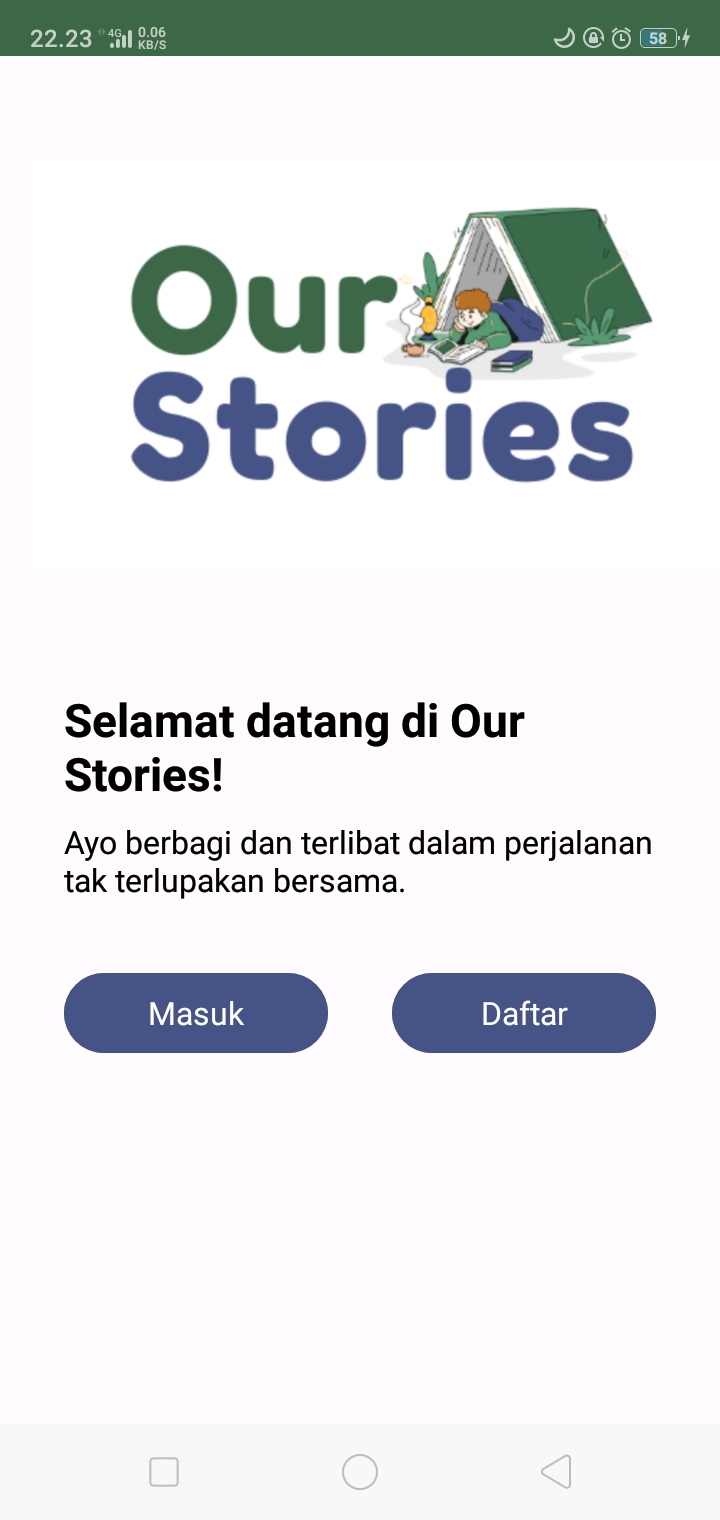 22.23 4G 0.06 KB/S 58
Our
Stories
Selamat datang di Our
Stories!
Ayo berbagi dan terlibat dalam perjalanan
tak terlupakan bersama.
Masuk Daftar